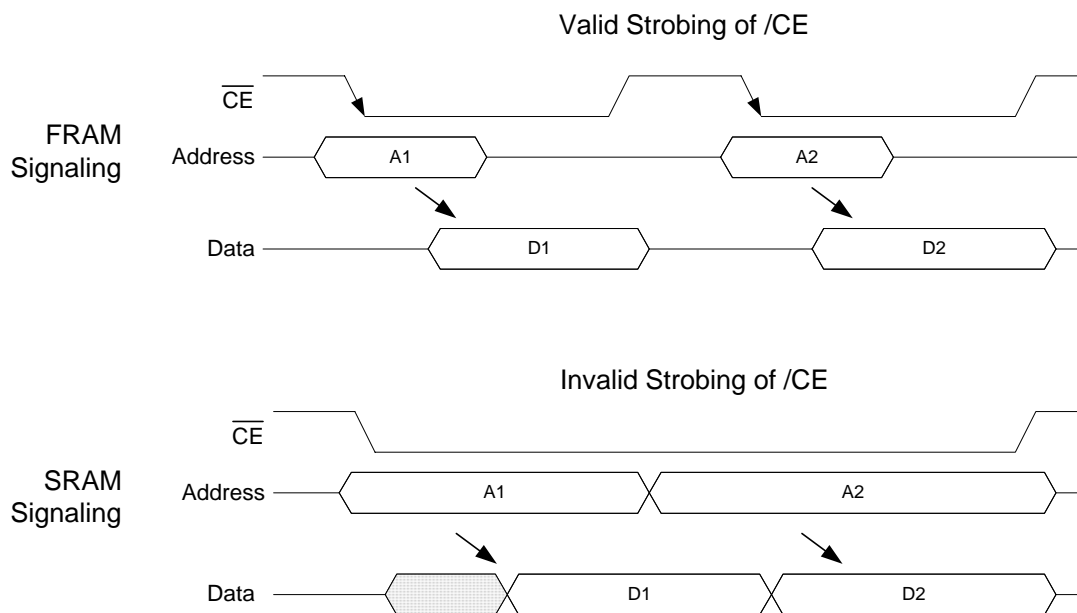 Valid Strobing of /CE
CE
FRAM
Signaling
Address
A1
A2
Data
D1
D2
Invalid Strobing of /CE
CE
SRAM
Signaling
Address
A1
A2
Data
D1
D2